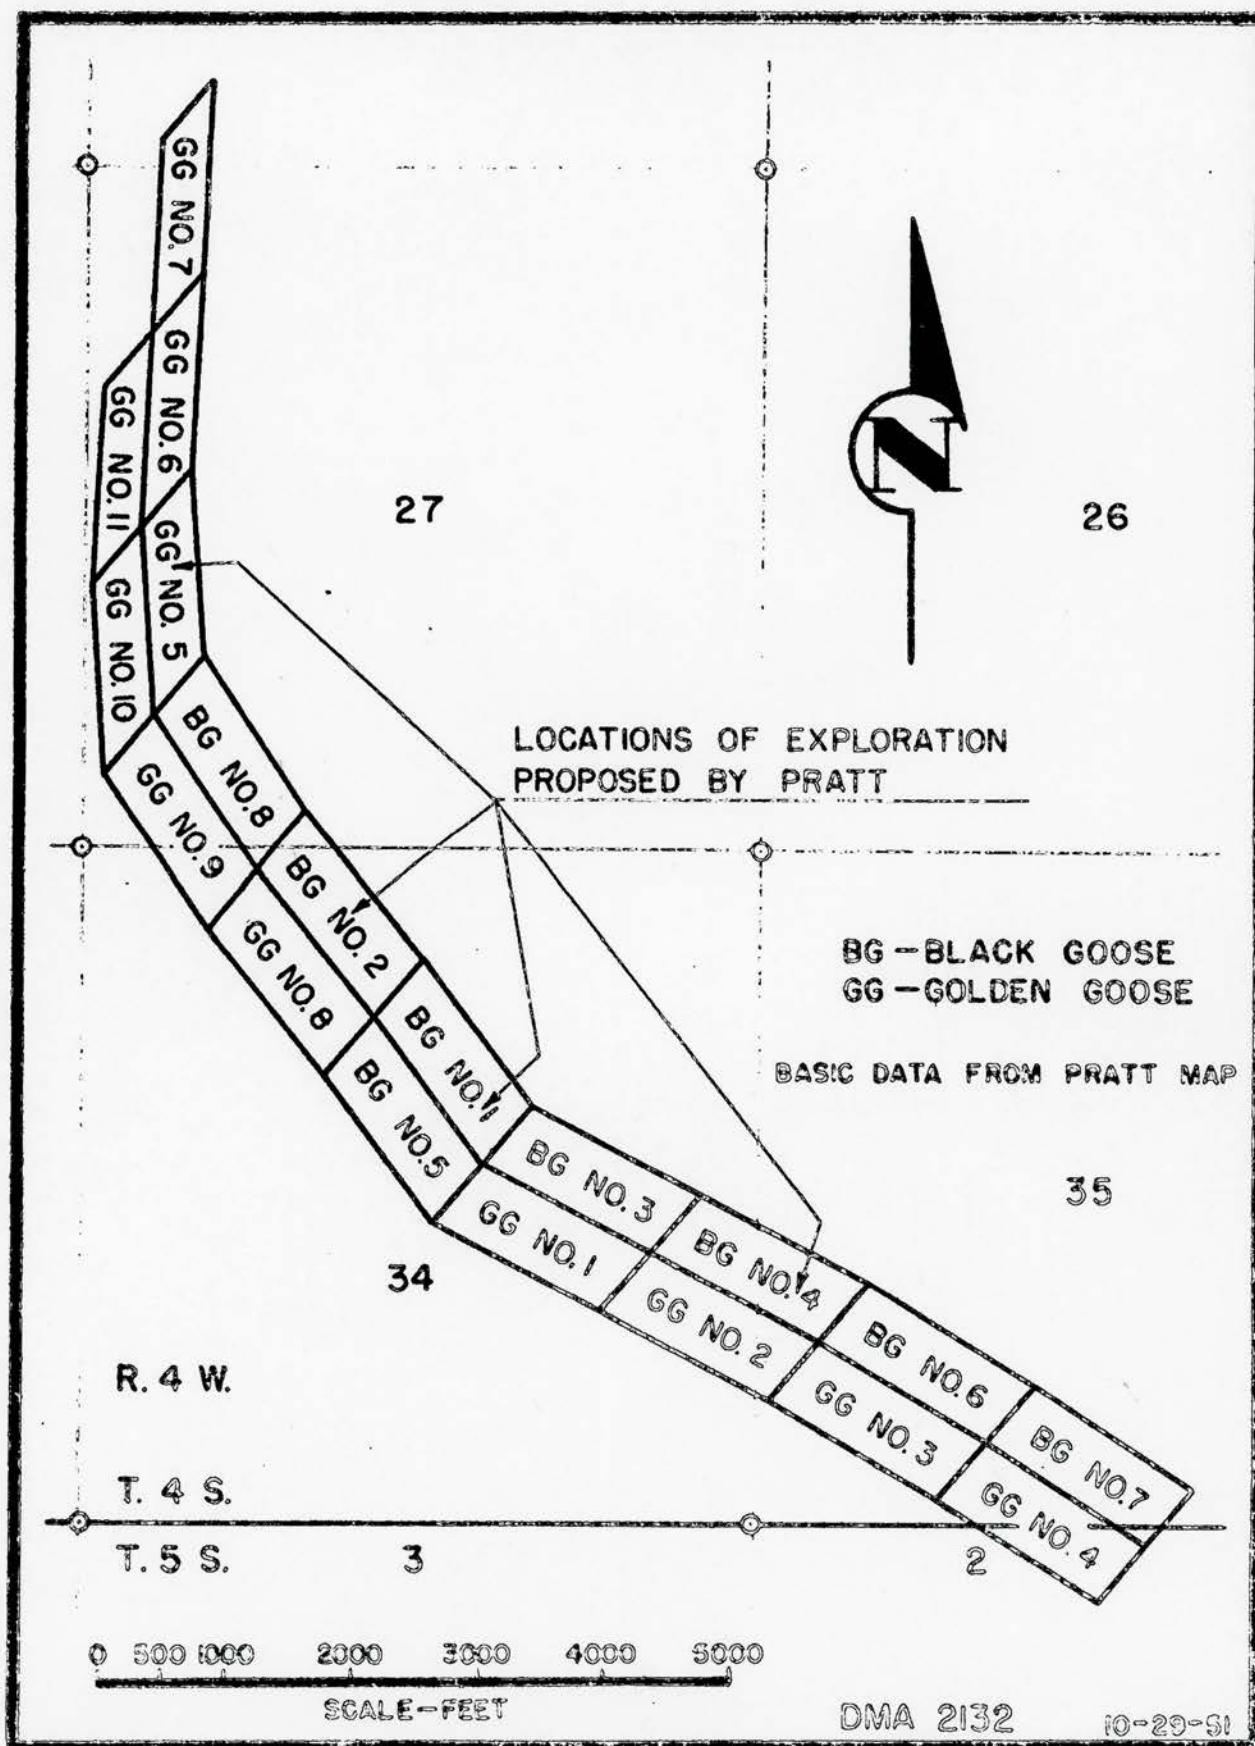 GG NO. 7
GG NO. 6
GG NO. 11
GG NO. 5
GG NO. 10
27
26
N
LOCATIONS OF EXPLORATION
PROPOSED BY PRATT
BG NO. 8
GG NO. 9
BG NO. 2
GG NO. 8
BG NO. 1
BG NO. 5
BG - BLACK GOOSE
GG - GOLDEN GOOSE
BASIC DATA FROM PRATT MAP
35
BG NO. 3
GG NO. 1
BG NO. 4
GG NO. 2
34
BG NO. 6
GG NO. 3
BG NO. 7
GG NO. 4
R. 4 W.
T. 4 S.
T. 5 S.
3
2
0 500 1000 2000 3000 4000 5000
SCALE-FEET
DMA 2132
10-29-51